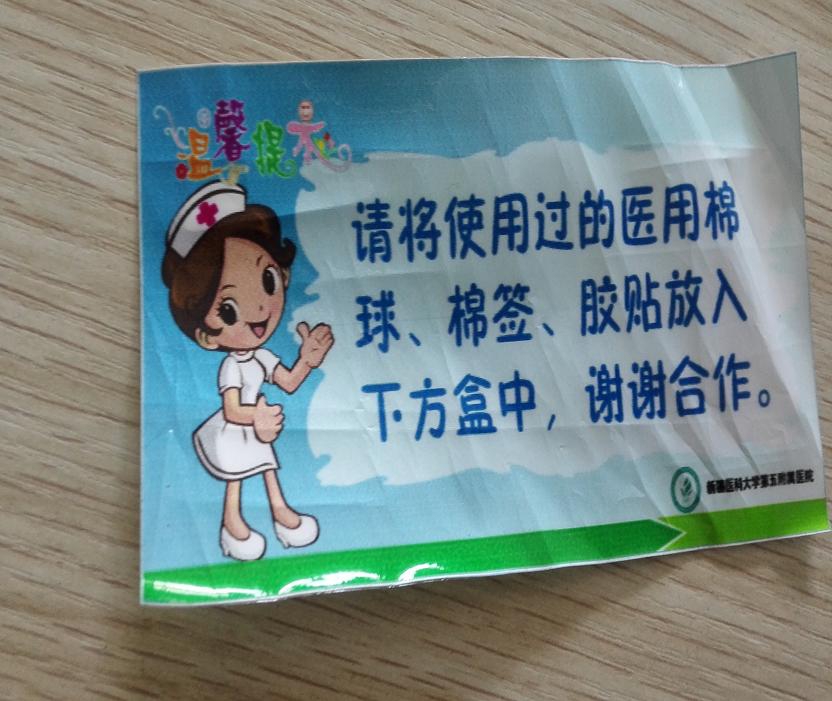 温馨提示
请将使用过的医用棉
球、棉签、胶贴放入
下方盒中，谢谢合作。
新疆医科大学第五附属医院